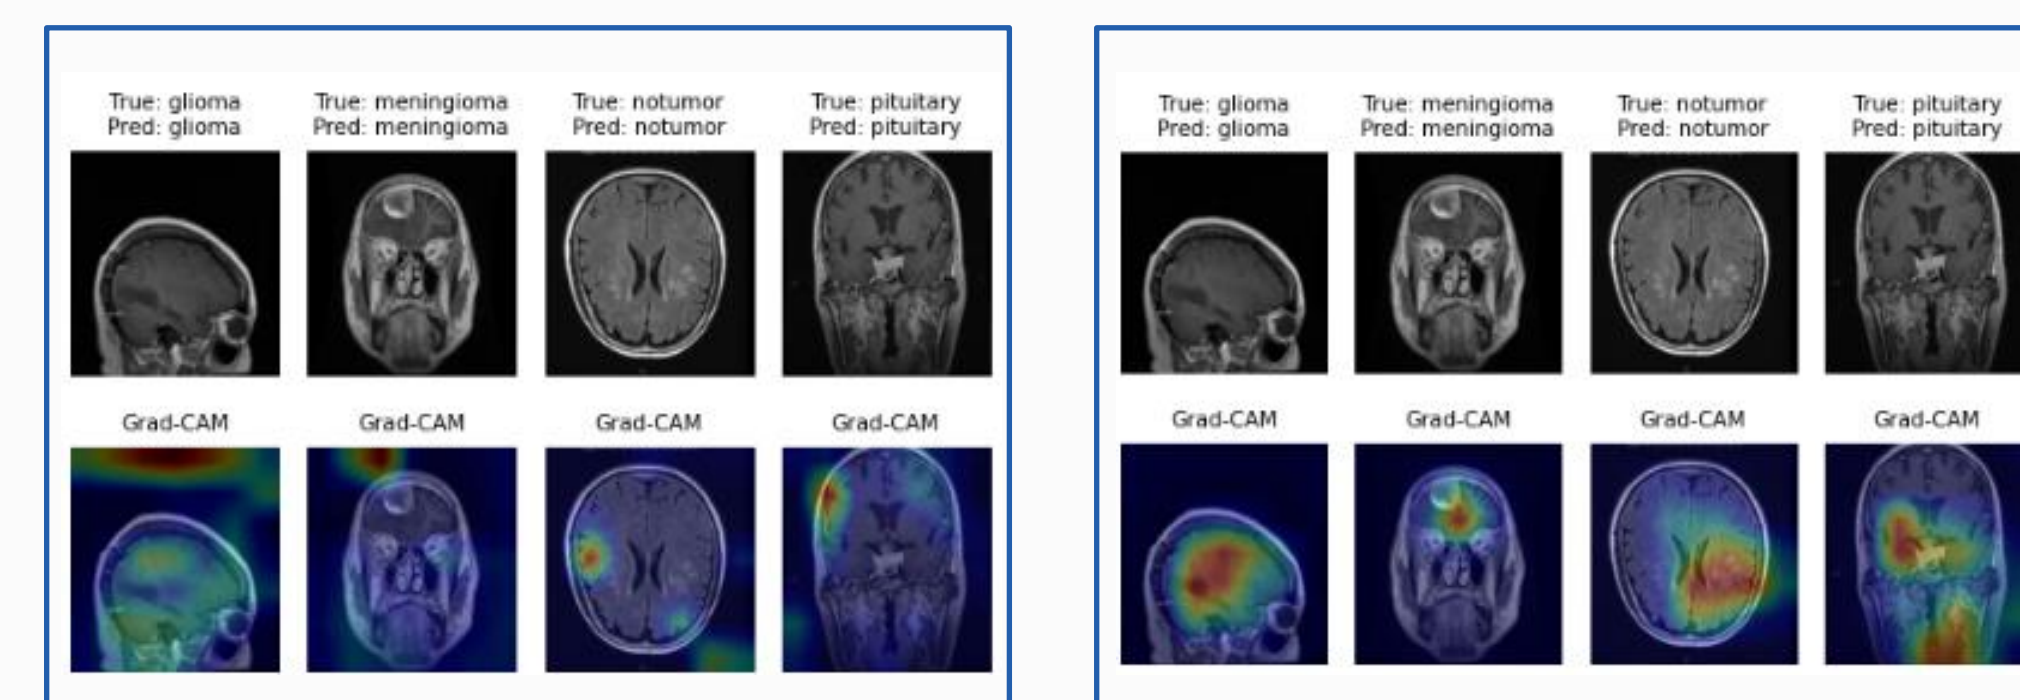 True: glioma
Pred: glioma
True: meningioma
Pred: meningioma
True: notumor
Pred: notumor
True: pituitary
Pred: pituitary
Grad-CAM
Grad-CAM
Grad-CAM
Grad-CAM
True: glioma
Pred: glioma
True: meningioma
Pred: meningioma
True: notumor
Pred: notumor
True: pituitary
Pred: pituitary
Grad-CAM
Grad-CAM
Grad-CAM
Grad-CAM